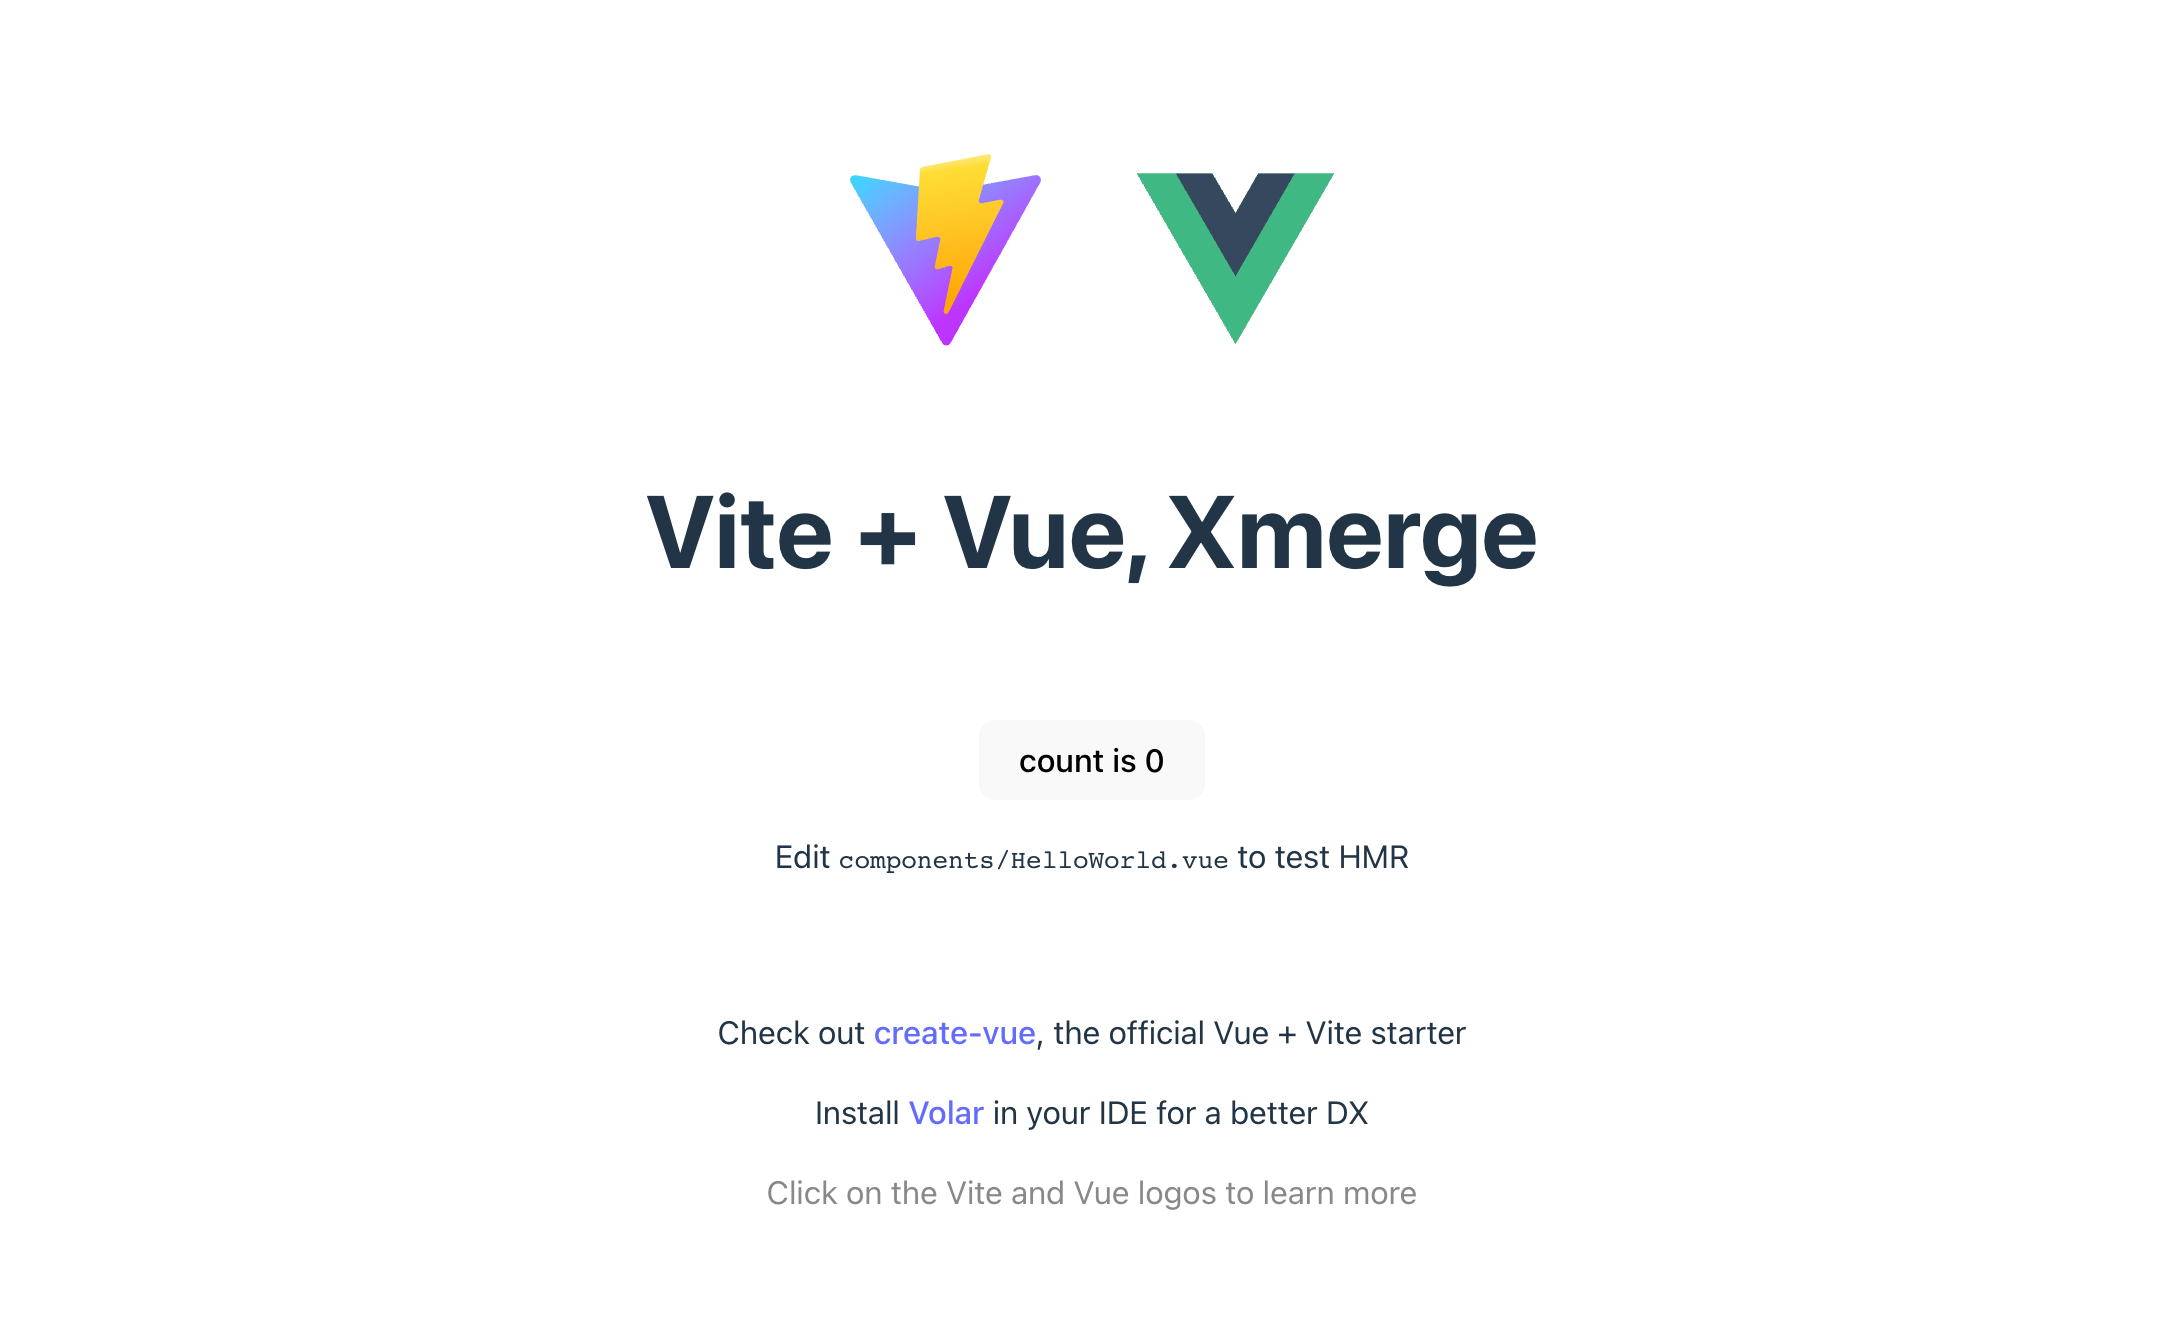 Vite + Vue, Xmerge
count is 0
Edit components/HelloWorld.vue to test HMR
Check out create-vue, the official Vue + Vite starter
Install Volar in your IDE for a better DX
Click on the Vite and Vue logos to learn more